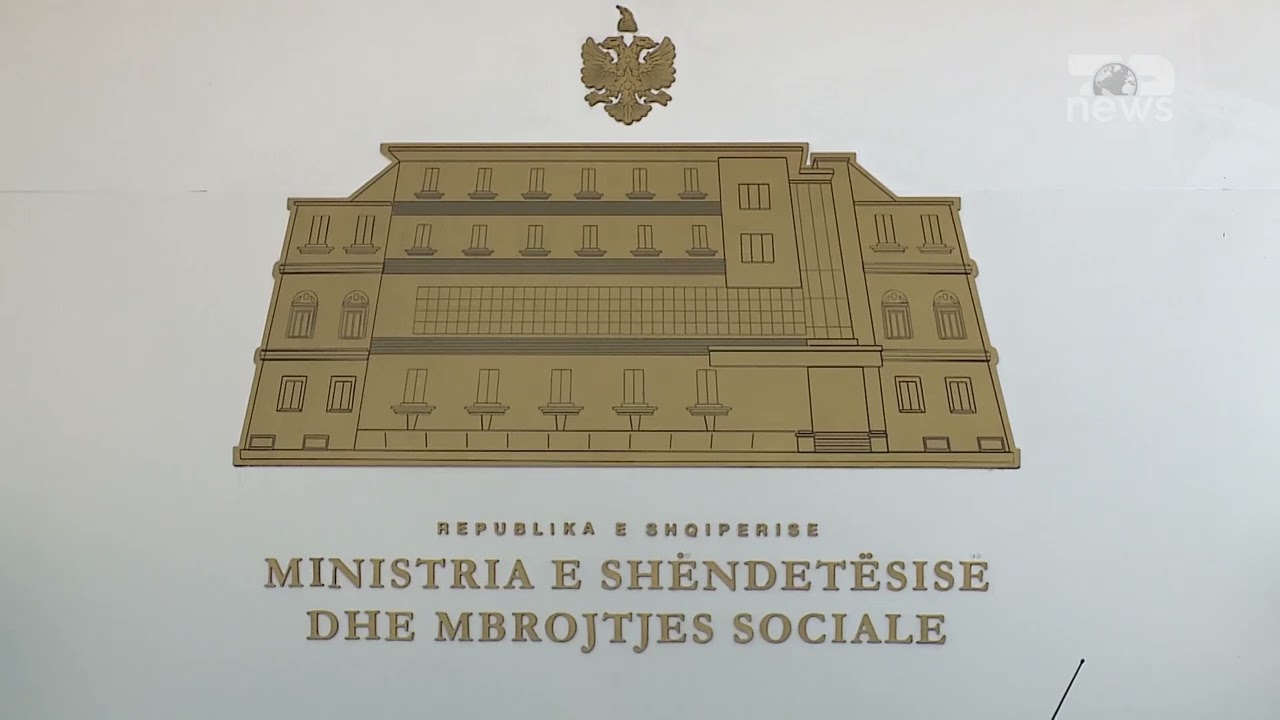 news
REPUBLIKA E SHQIPERISE
MINISTRIA E SHËNDETËSISË
DHE MBROJTJES SOCIALE